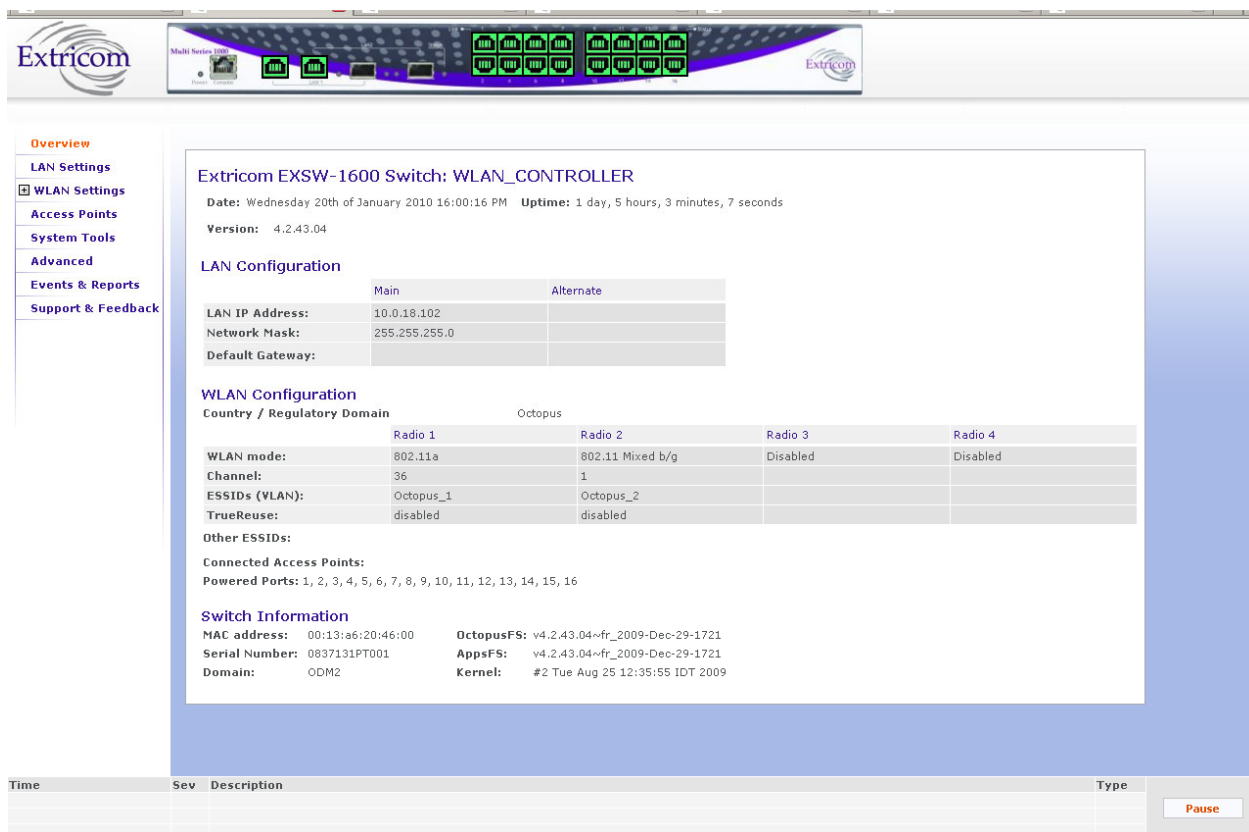 Extricom
Multi Series 1000
Power Console
LAN 1
Extricom
Overview
LAN Settings
WLAN Settings
Access Points
System Tools
Advanced
Events & Reports
Support & Feedback
Extricom EXSW-1600 Switch: WLAN_CONTROLLER
Date: Wednesday 20th of January 2010 16:00:16 PM Uptime: 1 day, 5 hours, 3 minutes, 7 seconds
Version: 4.2.43.04
LAN Configuration
Main Alternate
LAN IP Address: 10.0.18.102
Network Mask: 255.255.255.0
Default Gateway:
WLAN Configuration
Country / Regulatory Domain Octopus
Radio 1 Radio 2 Radio 3 Radio 4
WLAN mode: 802.11a 802.11 Mixed b/g Disabled Disabled
Channel: 36 1
ESSIDs (VLAN): Octopus_1 Octopus_2
TrueReuse: disabled disabled
Other ESSIDs:
Connected Access Points:
Powered Ports: 1, 2, 3, 4, 5, 6, 7, 8, 9, 10, 11, 12, 13, 14, 15, 16
Switch Information
MAC address: 00:13:a6:20:46:00 OctopusFS: v4.2.43.04~fr_2009-Dec-29-1721
Serial Number: 0837131PT001 AppsFS: v4.2.43.04~fr_2009-Dec-29-1721
Domain: ODM2 Kernel: #2 Tue Aug 25 12:35:55 IDT 2009
Time Sev Description Type
Pause